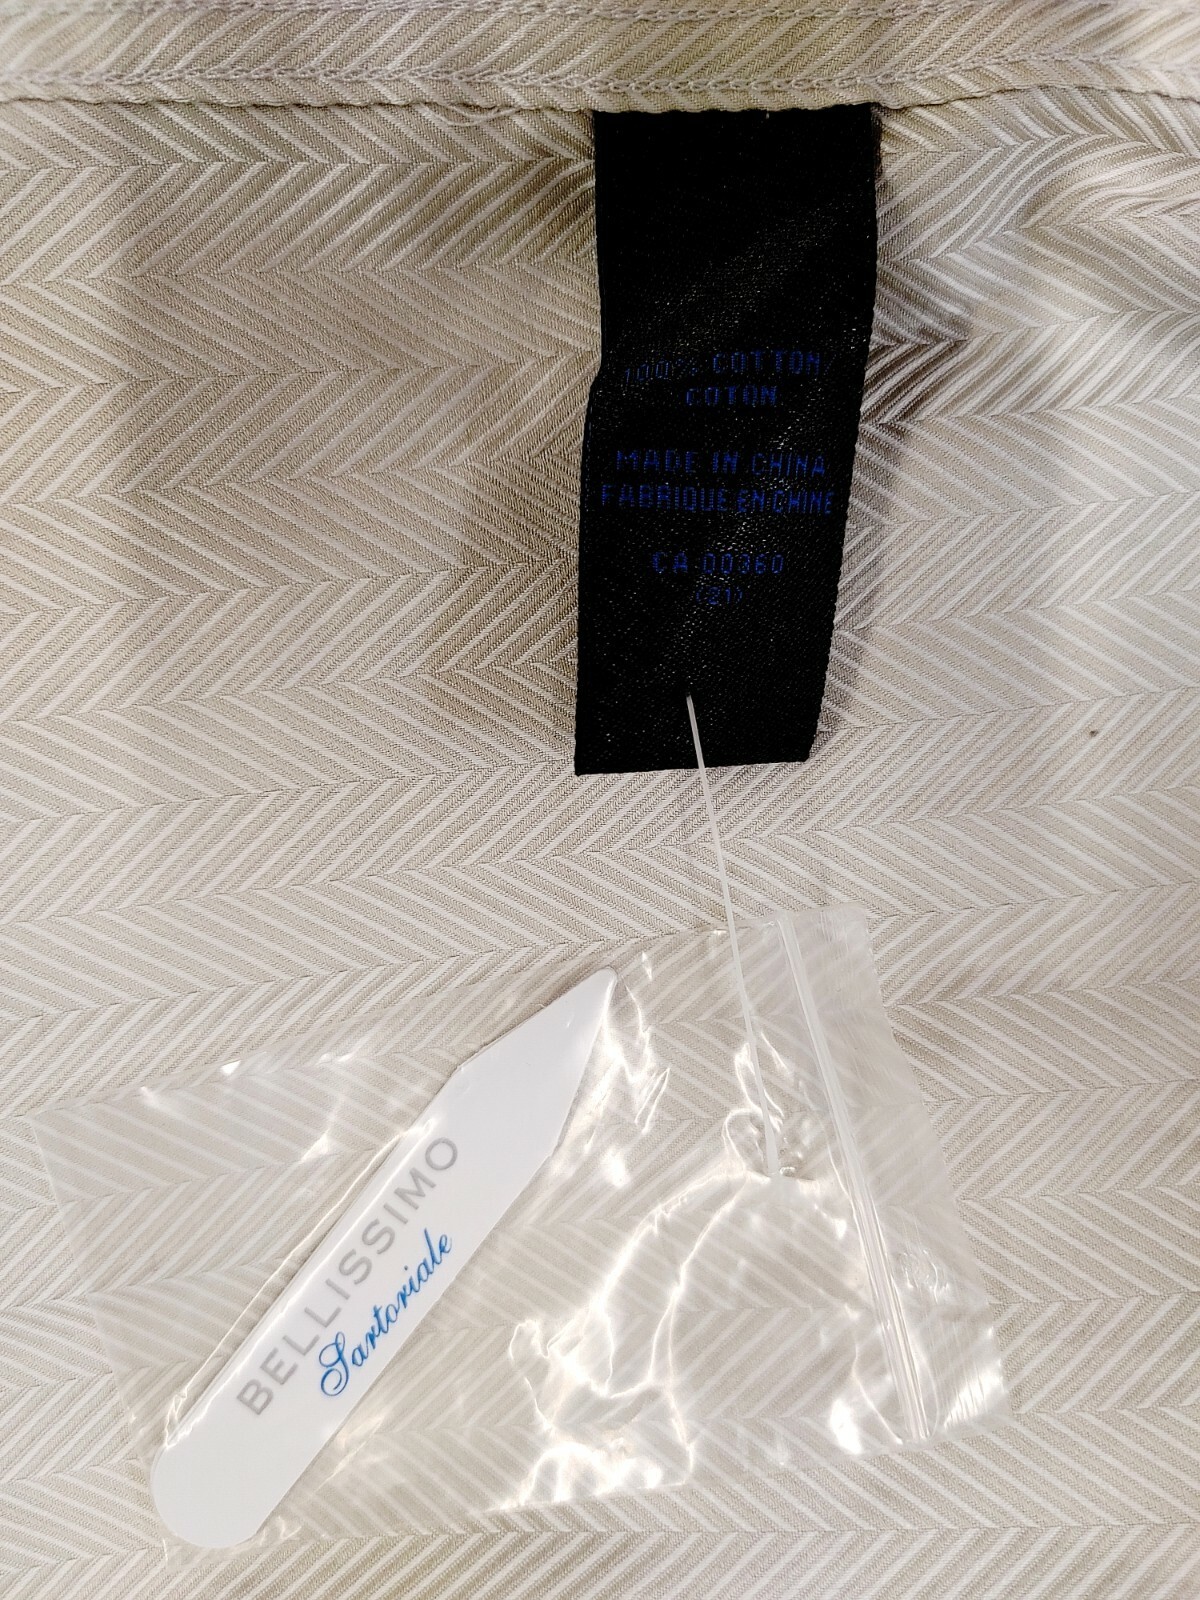 100% COTTON/
COTON
MADE IN CHINA
FABRIQUE EN CHINE
CA 00360
(21)
BELLISSIMO
Sartoriale